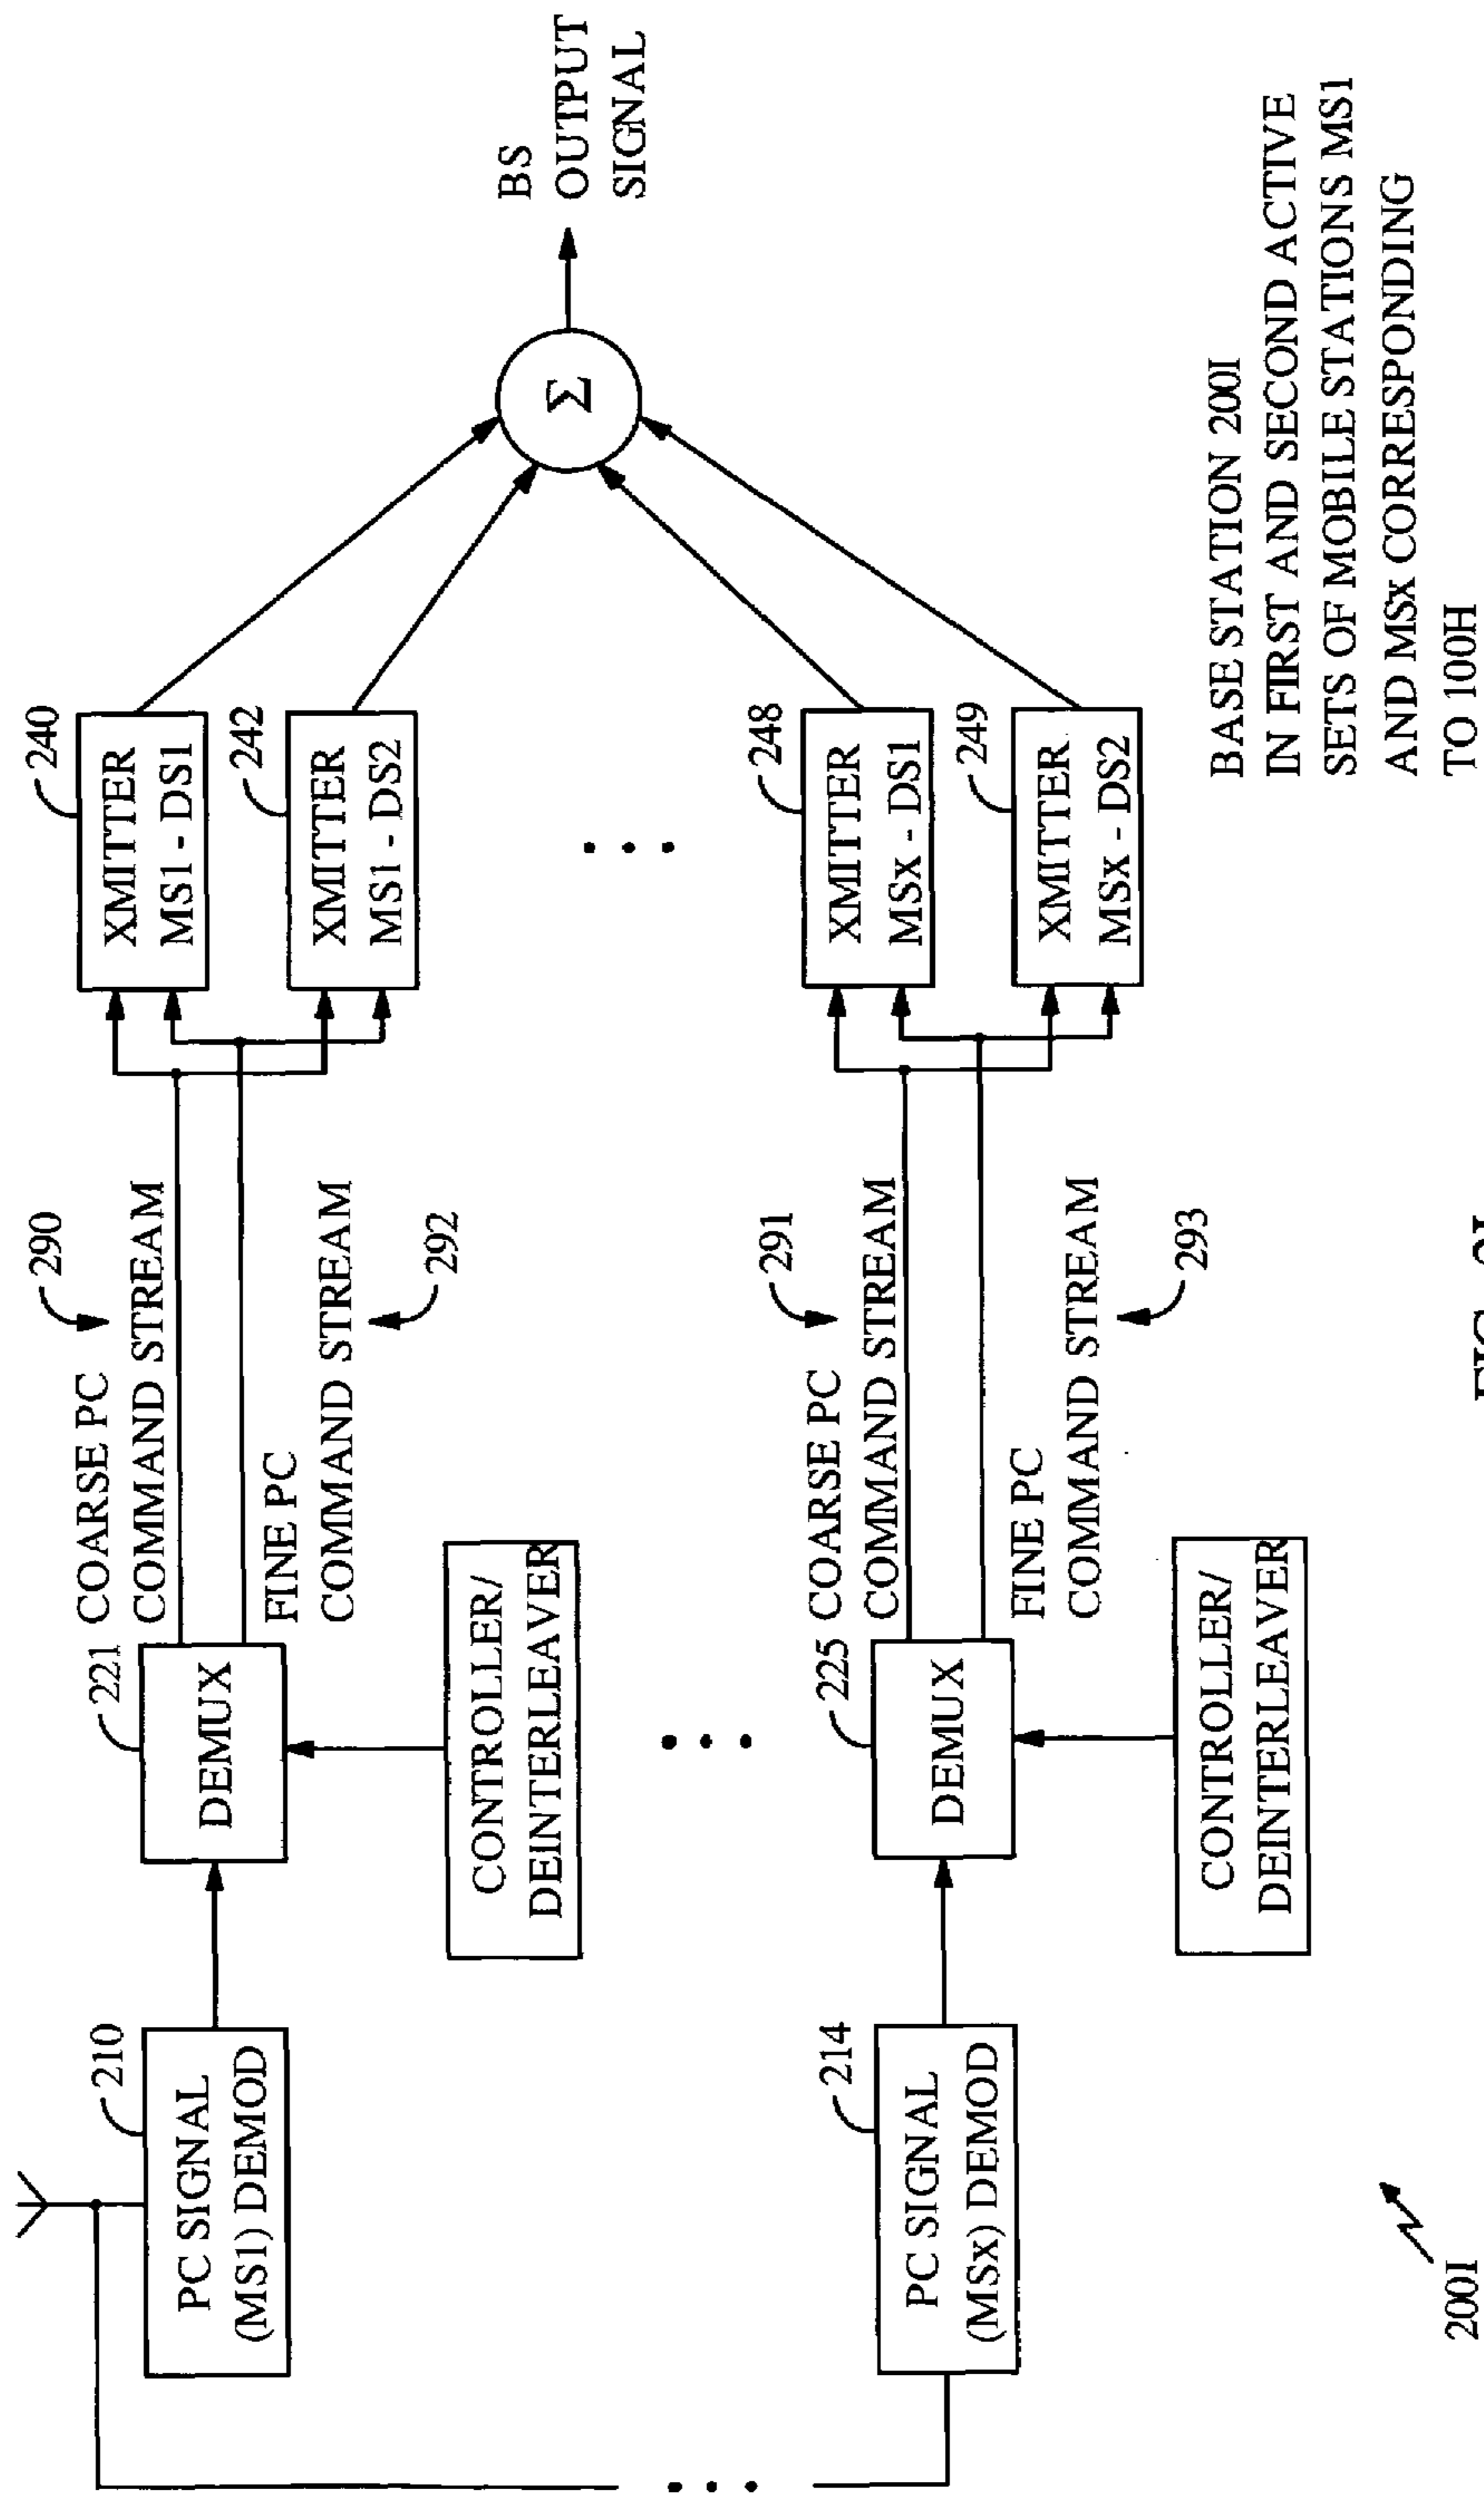 210
PC SIGNAL
(MS1) DEMOD
221
DEMUX
CONTROLLER/
DEINTERLEAVER
290
COARSE PC
COMMAND STREAM
FINE PC
COMMAND STREAM
292
240
XMITTER
MS1 - DS1
242
XMITTER
MS1 - DS2
Σ
BS
OUTPUT
SIGNAL
214
PC SIGNAL
(MSx) DEMOD
225
DEMUX
CONTROLLER/
DEINTERLEAVER
291
COARSE PC
COMMAND STREAM
FINE PC
COMMAND STREAM
293
248
XMITTER
MSx - DS1
249
XMITTER
MSx - DS2
BASE STATION 200I
IN FIRST AND SECOND ACTIVE
SETS OF MOBILE STATIONS MS1
AND MSx CORRESPONDING
TO 100H
200I